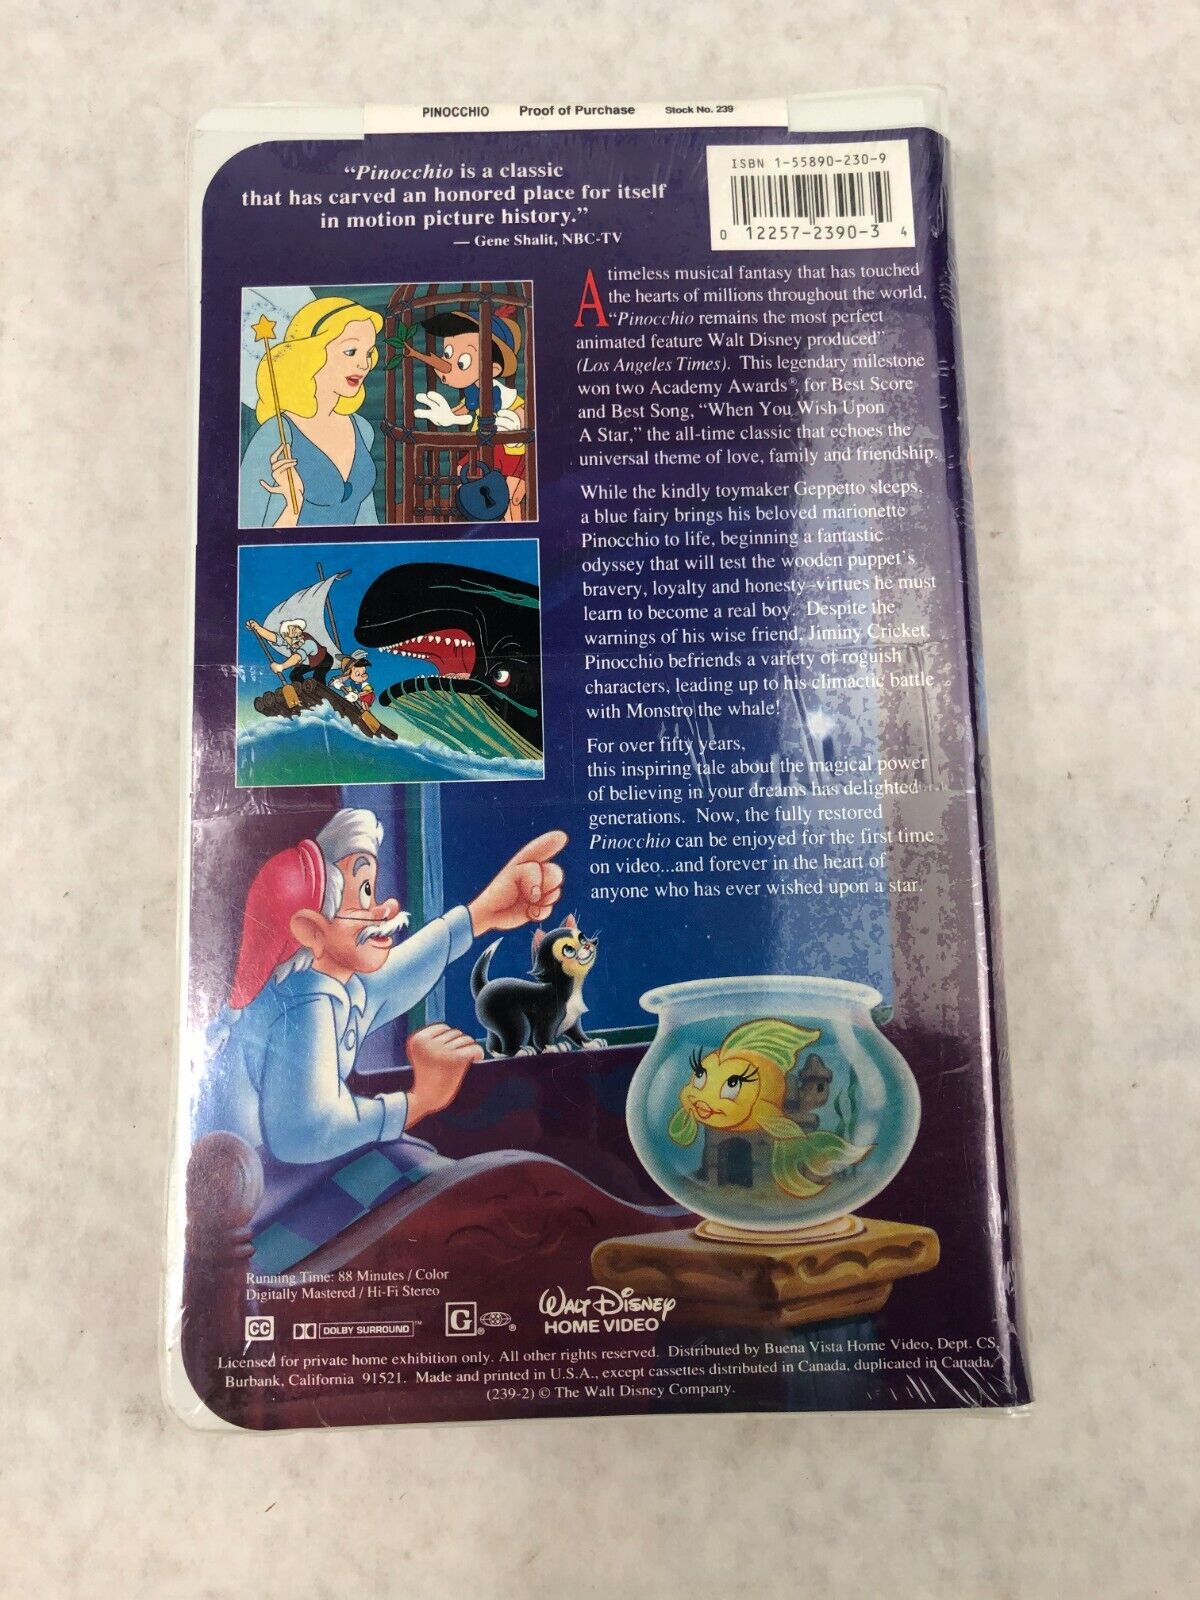 PINOCCHIO Proof of Purchase Stock No. 239
"Pinocchio is a classic
that has carved an honored place for itself
in motion picture history."
— Gene Shalit, NBC-TV
ISBN 1-55890-230-9
0 12257-2390-3 4
A timeless musical fantasy that has touched
the hearts of millions throughout the world,
"Pinocchio remains the most perfect
animated feature Walt Disney produced"
(Los Angeles Times). This legendary milestone
won two Academy Awards®, for Best Score
and Best Song, "When You Wish Upon
A Star," the all-time classic that echoes the
universal theme of love, family and friendship.
While the kindly toymaker Geppetto sleeps,
a blue fairy brings his beloved marionette
Pinocchio to life, beginning a fantastic
odyssey that will test the wooden puppet's
bravery, loyalty and honesty–virtues he must
learn to become a real boy. Despite the
warnings of his wise friend, Jiminy Cricket,
Pinocchio befriends a variety of roguish
characters, leading up to his climactic battle
with Monstro the whale!
For over fifty years,
this inspiring tale about the magical power
of believing in your dreams has delighted
generations. Now, the fully restored
Pinocchio can be enjoyed for the first time
on video...and forever in the heart of
anyone who has ever wished upon a star.
Running Time: 88 Minutes / Color
Digitally Mastered / Hi-Fi Stereo
CC DOLBY SURROUND™ G® ®
Walt Disney
HOME VIDEO
Licensed for private home exhibition only. All other rights reserved. Distributed by Buena Vista Home Video, Dept. CS,
Burbank, California 91521. Made and printed in U.S.A., except cassettes distributed in Canada, duplicated in Canada.
(239-2) © The Walt Disney Company.